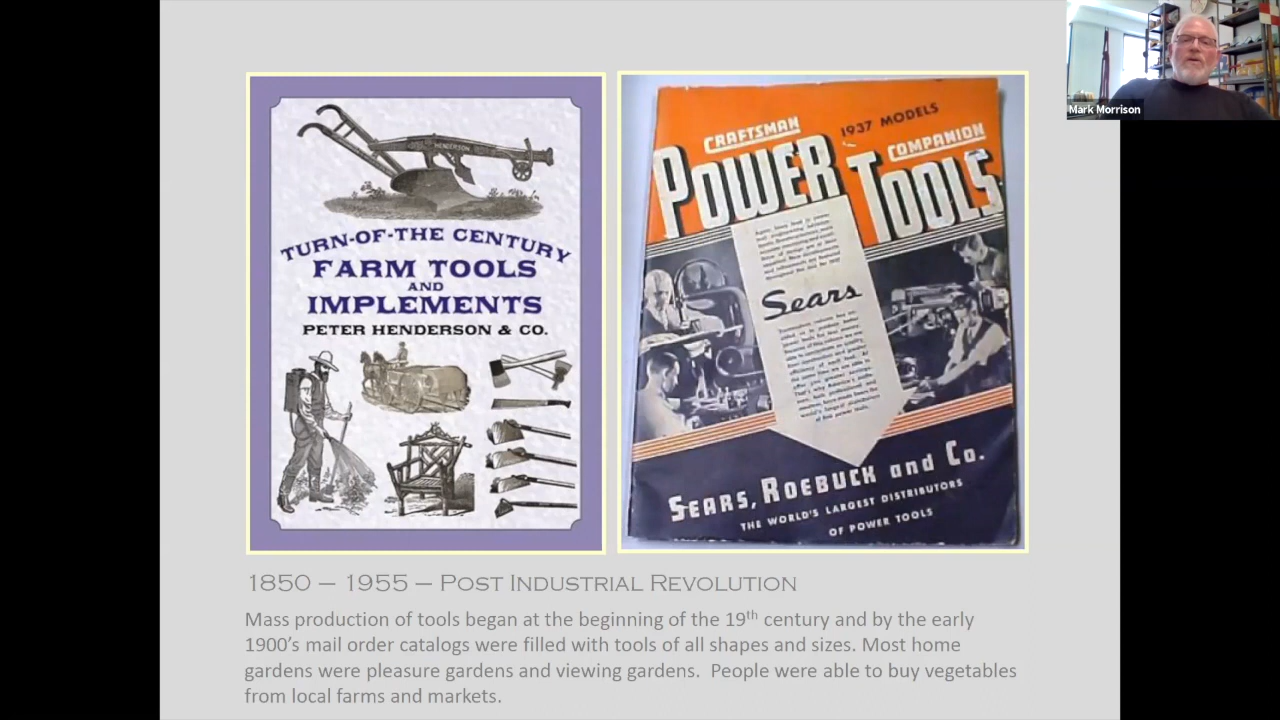 Mark Morrison
HENDERSON
TURN-OF-THE CENTURY
FARM TOOLS
AND
IMPLEMENTS
PETER HENDERSON & CO.
CRAFTSMAN
1937 MODELS
COMPANION
POWER
TOOLS
Sears
SEARS, ROEBUCK and Co.
THE WORLD'S LARGEST DISTRIBUTORS
OF POWER TOOLS
1850 – 1955 – Post Industrial Revolution
Mass production of tools began at the beginning of the 19th century and by the early
1900's mail order catalogs were filled with tools of all shapes and sizes. Most home
gardens were pleasure gardens and viewing gardens. People were able to buy vegetables
from local farms and markets.